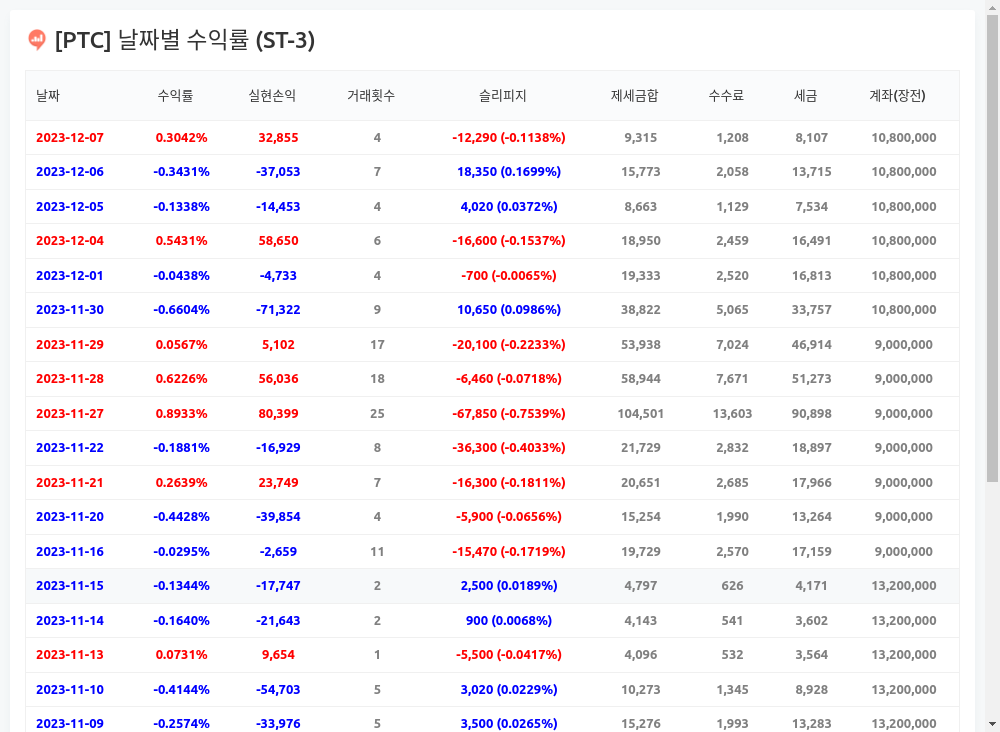 [PTC] 날짜별 수익률 (ST-3)
날짜 수익률 실현손익 거래횟수 슬리피지 제세금합 수수료 세금 계좌(장전)
2023-12-07 0.3042% 32,855 4 -12,290 (-0.1138%) 9,315 1,208 8,107 10,800,000
2023-12-06 -0.3431% -37,053 7 18,350 (0.1699%) 15,773 2,058 13,715 10,800,000
2023-12-05 -0.1338% -14,453 4 4,020 (0.0372%) 8,663 1,129 7,534 10,800,000
2023-12-04 0.5431% 58,650 6 -16,600 (-0.1537%) 18,950 2,459 16,491 10,800,000
2023-12-01 -0.0438% -4,733 4 -700 (-0.0065%) 19,333 2,520 16,813 10,800,000
2023-11-30 -0.6604% -71,322 9 10,650 (0.0986%) 38,822 5,065 33,757 10,800,000
2023-11-29 0.0567% 5,102 17 -20,100 (-0.2233%) 53,938 7,024 46,914 9,000,000
2023-11-28 0.6226% 56,036 18 -6,460 (-0.0718%) 58,944 7,671 51,273 9,000,000
2023-11-27 0.8933% 80,399 25 -67,850 (-0.7539%) 104,501 13,603 90,898 9,000,000
2023-11-22 -0.1881% -16,929 8 -36,300 (-0.4033%) 21,729 2,832 18,897 9,000,000
2023-11-21 0.2639% 23,749 7 -16,300 (-0.1811%) 20,651 2,685 17,966 9,000,000
2023-11-20 -0.4428% -39,854 4 -5,900 (-0.0656%) 15,254 1,990 13,264 9,000,000
2023-11-16 -0.0295% -2,659 11 -15,470 (-0.1719%) 19,729 2,570 17,159 9,000,000
2023-11-15 -0.1344% -17,747 2 2,500 (0.0189%) 4,797 626 4,171 13,200,000
2023-11-14 -0.1640% -21,643 2 900 (0.0068%) 4,143 541 3,602 13,200,000
2023-11-13 0.0731% 9,654 1 -5,500 (-0.0417%) 4,096 532 3,564 13,200,000
2023-11-10 -0.4144% -54,703 5 3,020 (0.0229%) 10,273 1,345 8,928 13,200,000
2023-11-09 -0.2574% -33,976 5 3,500 (0.0265%) 15,276 1,993 13,283 13,200,000